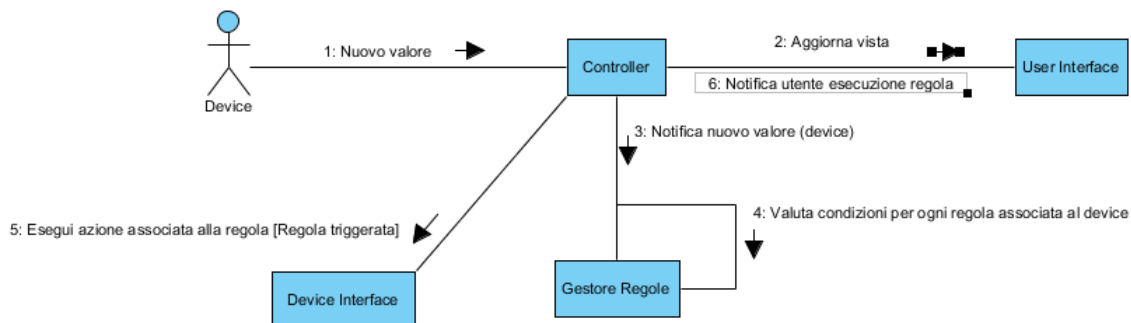 2: Aggiorna vista
1: Nuovo valore
Controller
User Interface
6: Notifica utente esecuzione regola
Device
3: Notifica nuovo valore (device)
4: Valuta condizioni per ogni regola associata al device
5: Esegui azione associata alla regola [Regola triggerata]
Gestore Regole
Device Interface